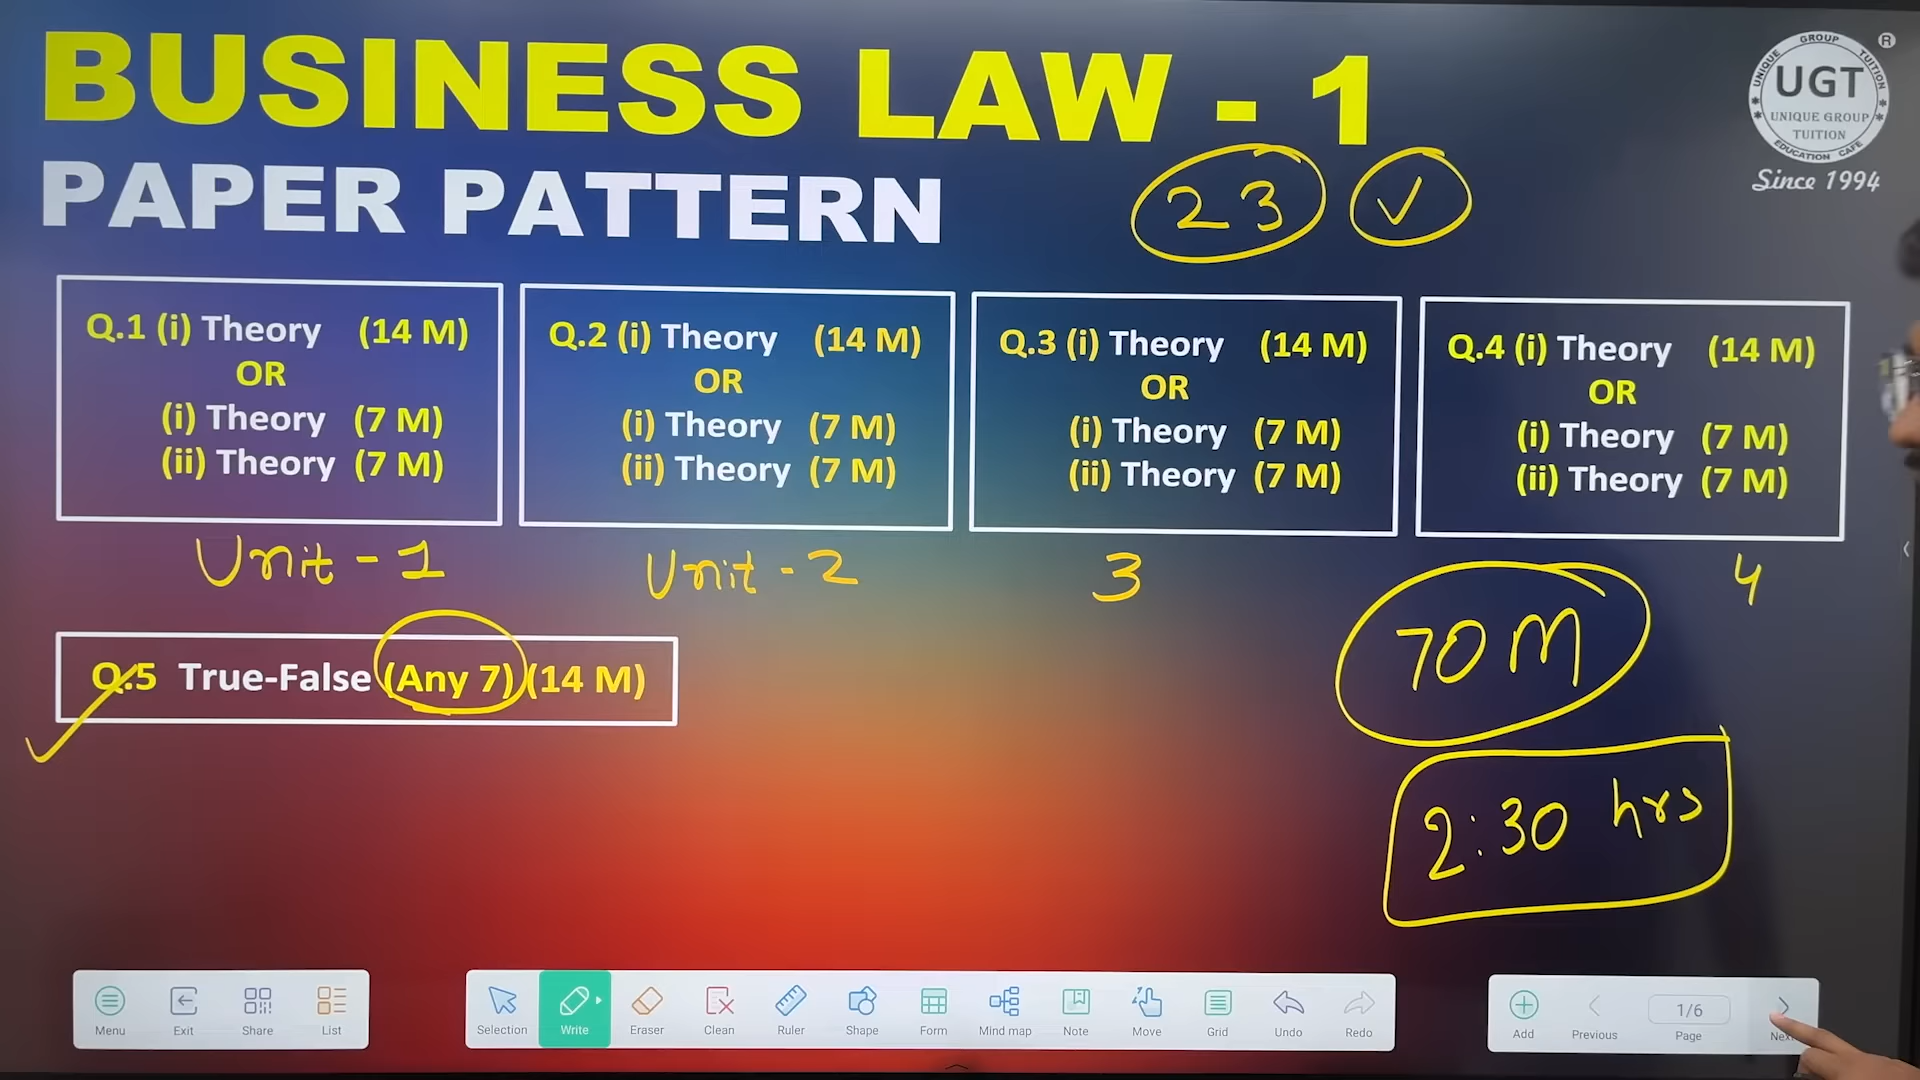 BUSINESS LAW - 1
PAPER PATTERN
23 ✓
GROUP
UNIQUE TUITION
®
UGT
UNIQUE GROUP
TUITION
EDUCATION CAFE
Since 1994
Q.1 (i) Theory (14 M)
OR
(i) Theory (7 M)
(ii) Theory (7 M)
Unit - 1
Q.2 (i) Theory (14 M)
OR
(i) Theory (7 M)
(ii) Theory (7 M)
Unit - 2
Q.3 (i) Theory (14 M)
OR
(i) Theory (7 M)
(ii) Theory (7 M)
3
Q.4 (i) Theory (14 M)
OR
(i) Theory (7 M)
(ii) Theory (7 M)
4
Q.5 True-False (Any 7) (14 M)
70 M
2:30 hrs
Menu Exit Share List
Selection Write Eraser Clean Ruler Shape Form Mind map Note Move Grid Undo Redo
1/6
Add Previous Page Next